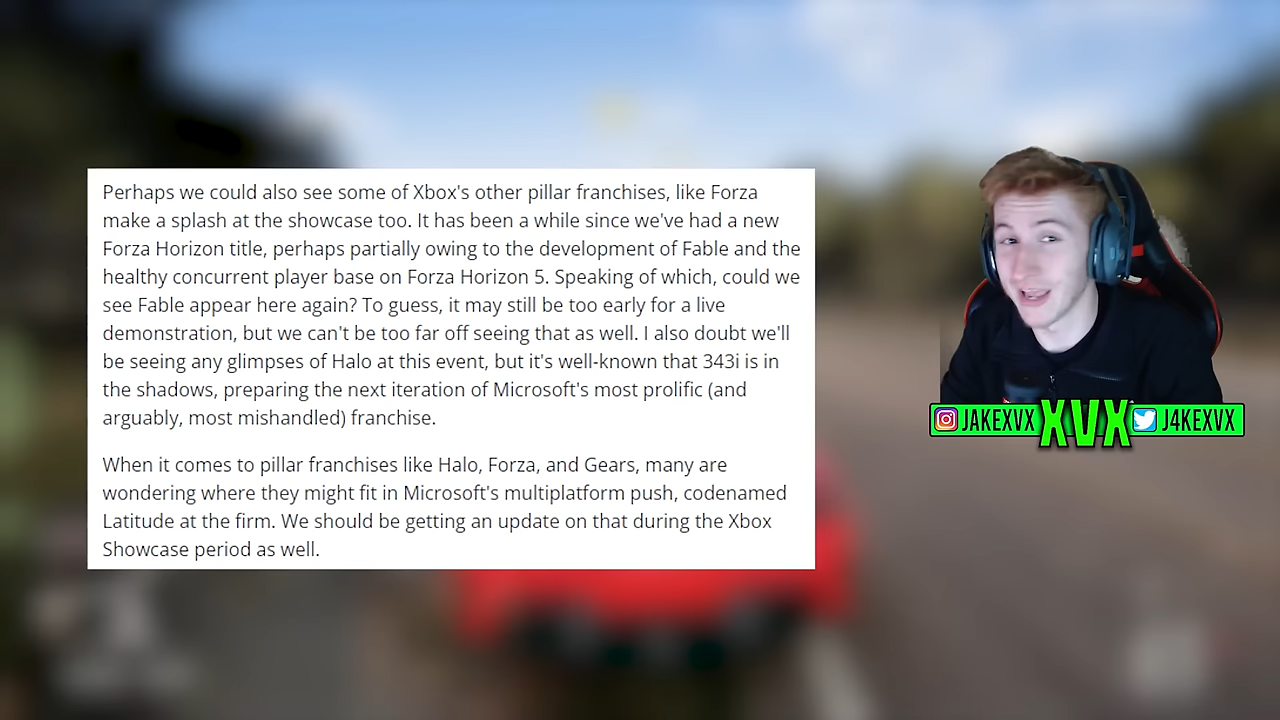 Perhaps we could also see some of Xbox's other pillar franchises, like Forza
make a splash at the showcase too. It has been a while since we've had a new
Forza Horizon title, perhaps partially owing to the development of Fable and the
healthy concurrent player base on Forza Horizon 5. Speaking of which, could we
see Fable appear here again? To guess, it may still be too early for a live
demonstration, but we can't be too far off seeing that as well. I also doubt we'll
be seeing any glimpses of Halo at this event, but it's well-known that 343i is in
the shadows, preparing the next iteration of Microsoft's most prolific (and
arguably, most mishandled) franchise.
When it comes to pillar franchises like Halo, Forza, and Gears, many are
wondering where they might fit in Microsoft's multiplatform push, codenamed
Latitude at the firm. We should be getting an update on that during the Xbox
Showcase period as well.
JAKEXVX XVX J4KEXVX